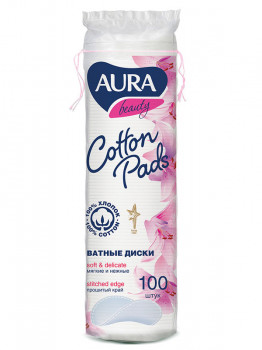 AURA
beauty
Cotton
Pads
100% ХЛОПОК
100% COTTON
ВАТНЫЕ ДИСКИ
soft & delicate
мягкие и нежные
stitched edge
прошитый край
100
штук